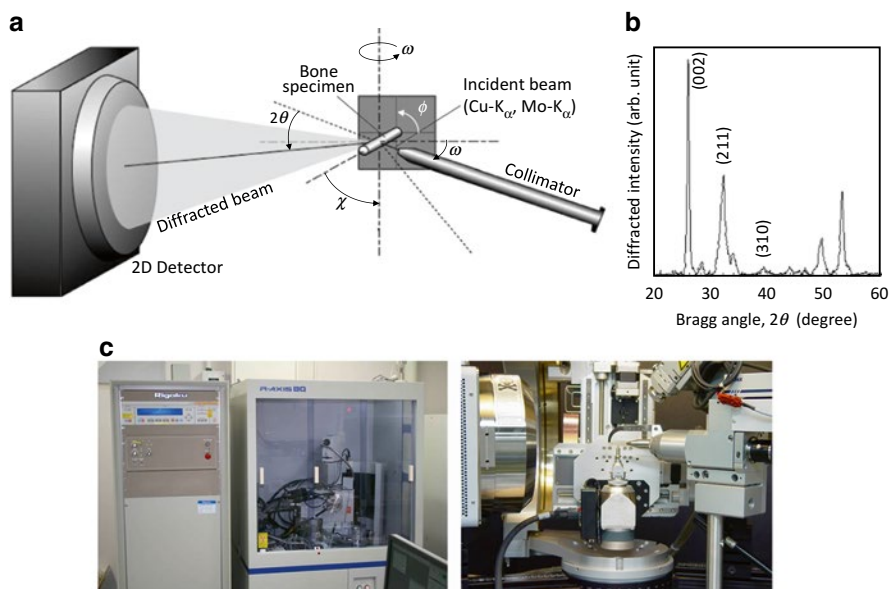 a
ω
Bone
specimen
Incident beam
(Cu-Kα, Mo-Kα)
2θ
ϕ
ω
Collimator
χ
Diffracted beam
2D Detector
b
Diffracted intensity (arb. unit)
(002)
(211)
(310)
20 30 40 50 60
Bragg angle, 2θ (degree)
c
Rigaku
R-AXIS BQ